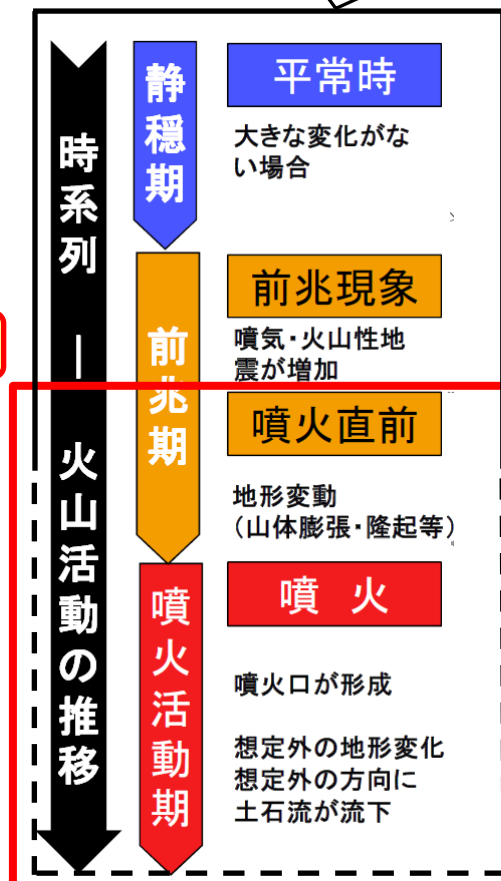 時系列 ― 火山活動の推移
静穏期
平常時
大きな変化がな
い場合
前兆期
前兆現象
噴気・火山性地
震が増加
噴火直前
地形変動
（山体膨張・隆起等）
噴火活動期
噴 火
噴火口が形成
想定外の地形変化
想定外の方向に
土石流が流下